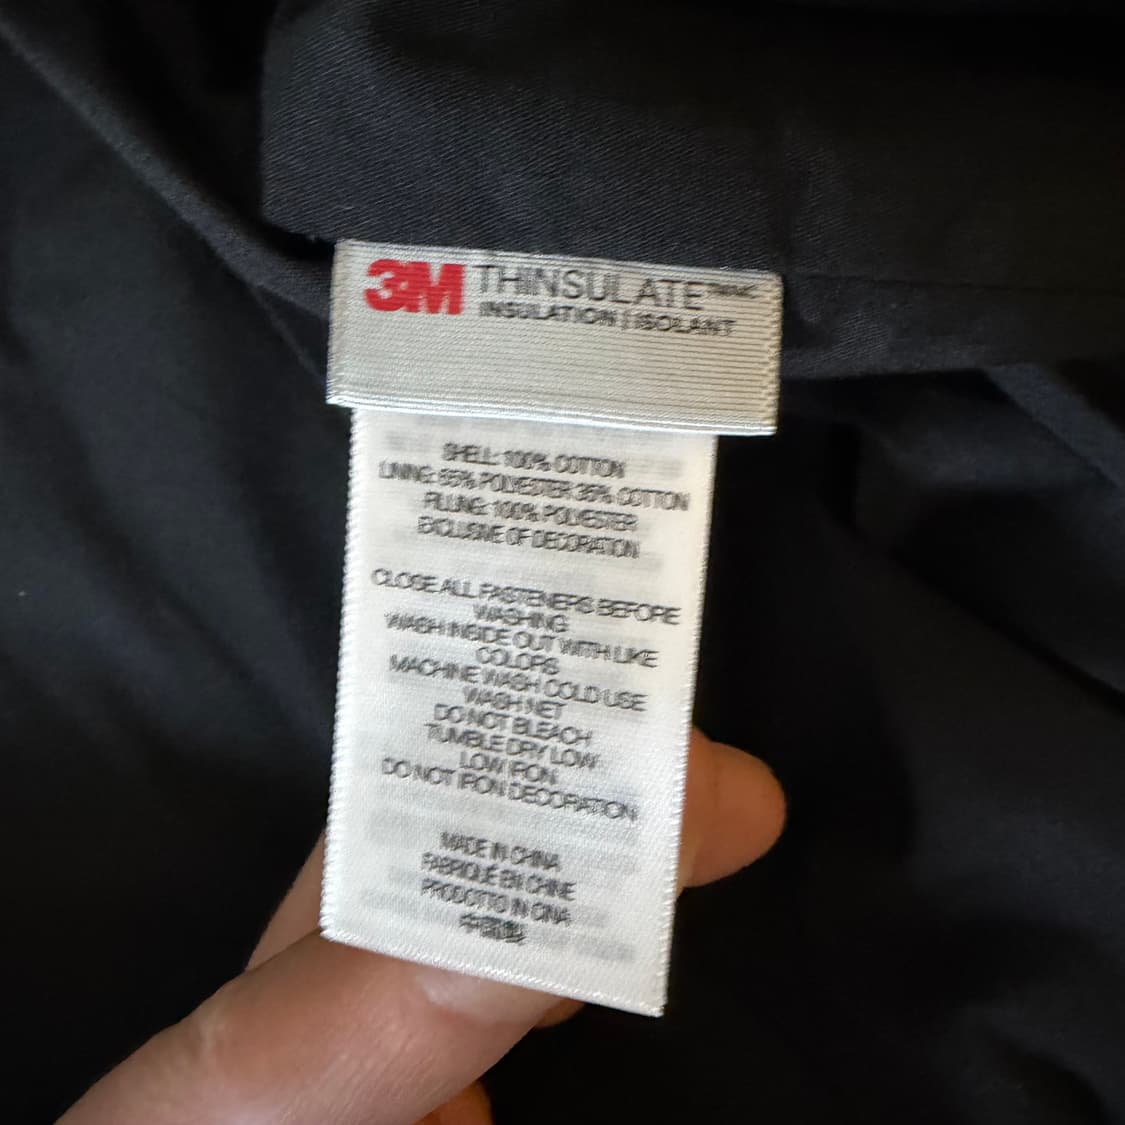 3M THINSULATE
INSULATION | ISOLANT
SHELL: 100% COTTON
LINING: 65% POLYESTER 35% COTTON
FILLING: 100% POLYESTER
EXCLUSIVE OF DECORATION
CLOSE ALL FASTENERS BEFORE
WASHING
WASH INSIDE OUT WITH LIKE
COLORS
MACHINE WASH COLD USE
WASH NET
DO NOT BLEACH
TUMBLE DRY LOW
LOW IRON
DO NOT IRON DECORATION
MADE IN CHINA
FABRIQUÉ EN CHINE
PRODOTTO IN CINA